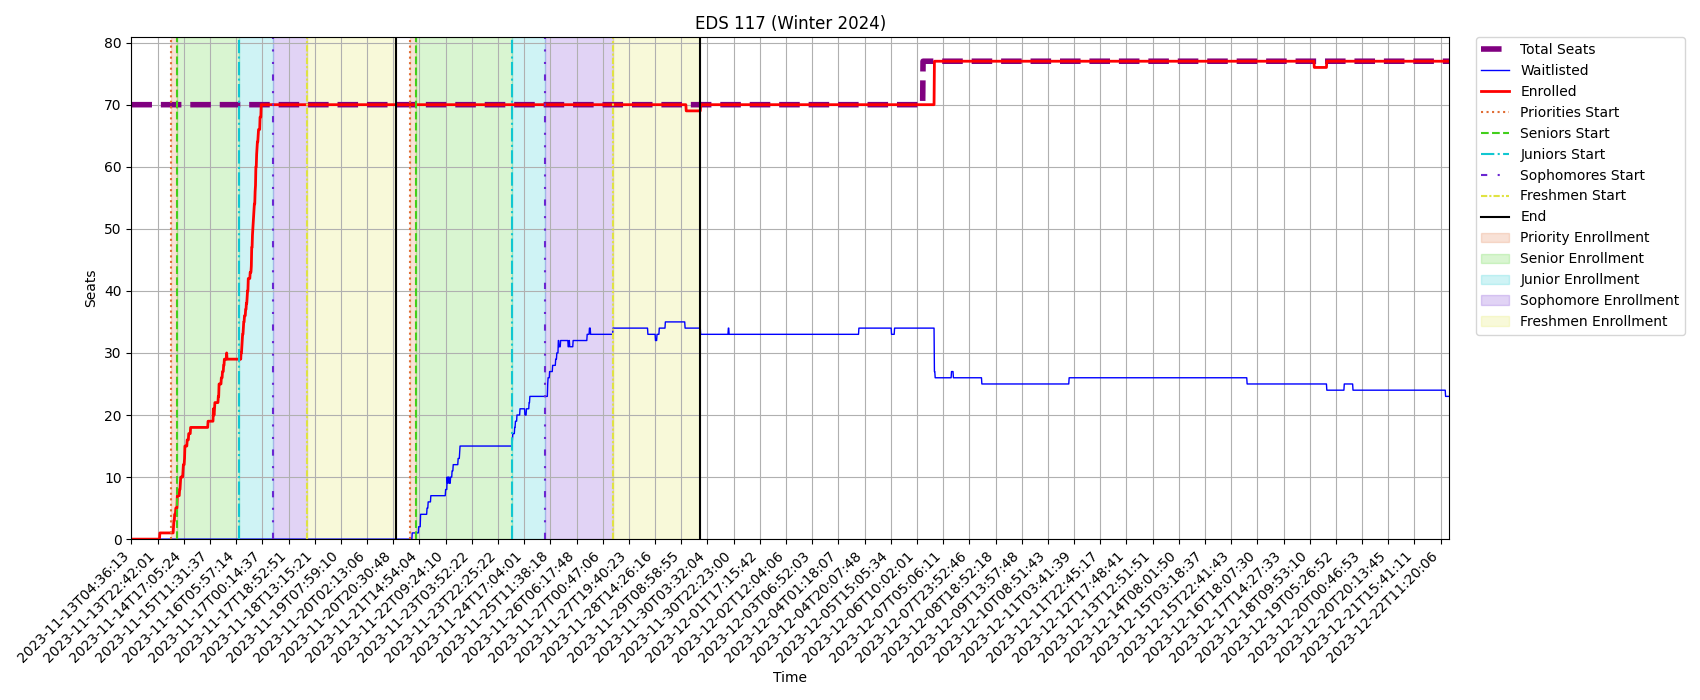 EDS 117 (Winter 2024)
Seats
80
70
60
50
40
30
20
10
0
2023-11-13T04:36:13
2023-11-13T22:42:01
2023-11-14T17:05:24
2023-11-15T11:31:37
2023-11-16T05:57:14
2023-11-17T00:14:37
2023-11-17T18:52:51
2023-11-18T13:15:21
2023-11-19T07:59:10
2023-11-20T02:13:06
2023-11-20T20:30:48
2023-11-21T14:54:04
2023-11-22T09:24:10
2023-11-23T03:52:22
2023-11-23T22:25:22
2023-11-24T17:04:01
2023-11-25T11:38:18
2023-11-26T06:17:48
2023-11-27T00:47:06
2023-11-27T19:40:23
2023-11-28T14:26:16
2023-11-29T08:58:55
2023-11-30T03:32:04
2023-11-30T22:23:00
2023-12-01T17:15:42
2023-12-02T12:04:06
2023-12-03T06:52:03
2023-12-04T01:18:07
2023-12-04T20:07:48
2023-12-05T15:05:34
2023-12-06T10:02:01
2023-12-07T05:06:11
2023-12-07T23:52:46
2023-12-08T18:52:18
2023-12-09T13:57:48
2023-12-10T08:51:43
2023-12-11T03:41:39
2023-12-11T22:45:17
2023-12-12T17:48:41
2023-12-13T12:51:51
2023-12-14T08:01:50
2023-12-15T03:18:37
2023-12-15T22:41:43
2023-12-16T18:07:30
2023-12-17T14:27:33
2023-12-18T09:53:10
2023-12-19T05:26:52
2023-12-20T00:46:53
2023-12-20T20:13:45
2023-12-21T15:41:11
2023-12-22T11:20:06
Time
Total Seats
Waitlisted
Enrolled
Priorities Start
Seniors Start
Juniors Start
Sophomores Start
Freshmen Start
End
Priority Enrollment
Senior Enrollment
Junior Enrollment
Sophomore Enrollment
Freshmen Enrollment